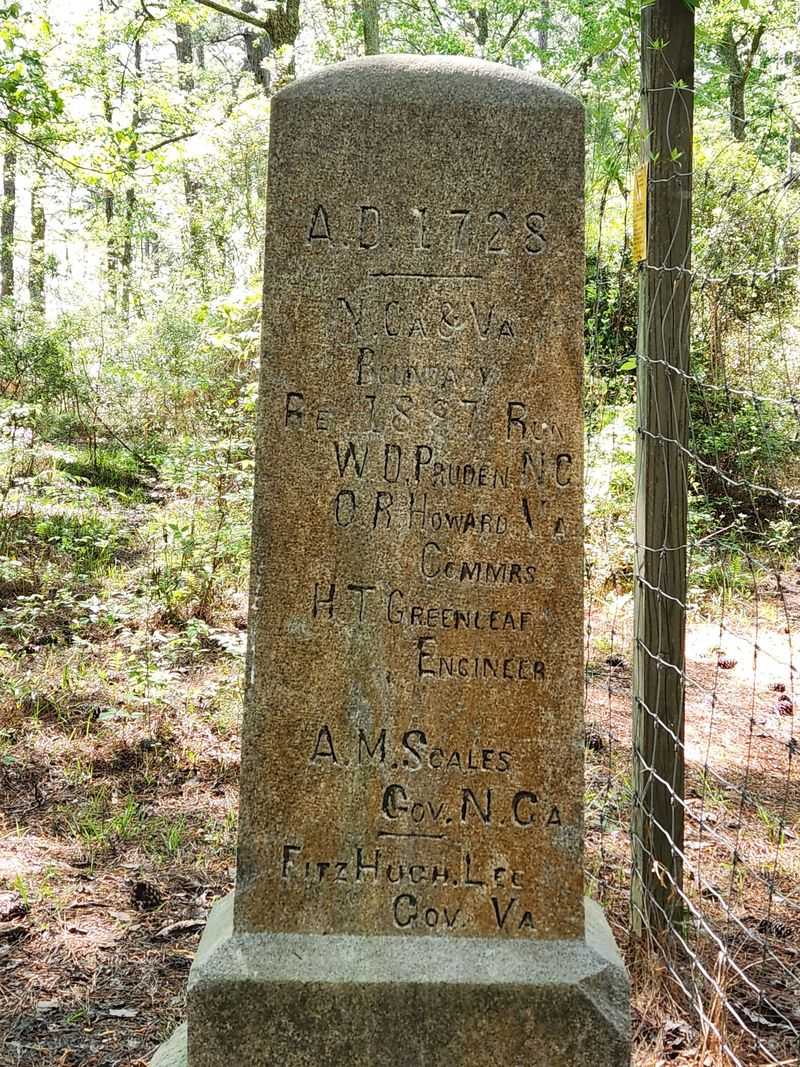 A.D. 1728
N.CA & VA
BOUNDARY
RE 1887 RUN
W.D. PRUDEN N C
O.R. HOWARD VA
COMMRS
H T GREENLEAF
ENGINEER
A.M. SCALES
GOV. N. CA
FITZHUGH. LEE
GOV. VA